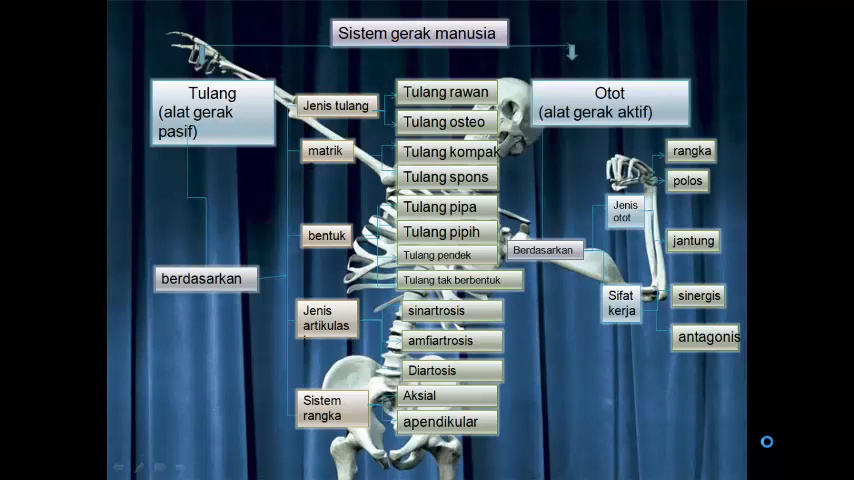 Sistem gerak manusia
Tulang
(alat gerak
pasif)
berdasarkan
Jenis tulang
Tulang rawan
Tulang osteo
matrik
Tulang kompak
Tulang spons
bentuk
Tulang pipa
Tulang pipih
Tulang pendek
Tulang tak berbentuk
Jenis
artikulas
i
sinartrosis
amfiartrosis
Diartosis
Sistem
rangka
Aksial
apendikular
Otot
(alat gerak aktif)
Berdasarkan
Jenis
otot
rangka
polos
jantung
Sifat
kerja
sinergis
antagonis